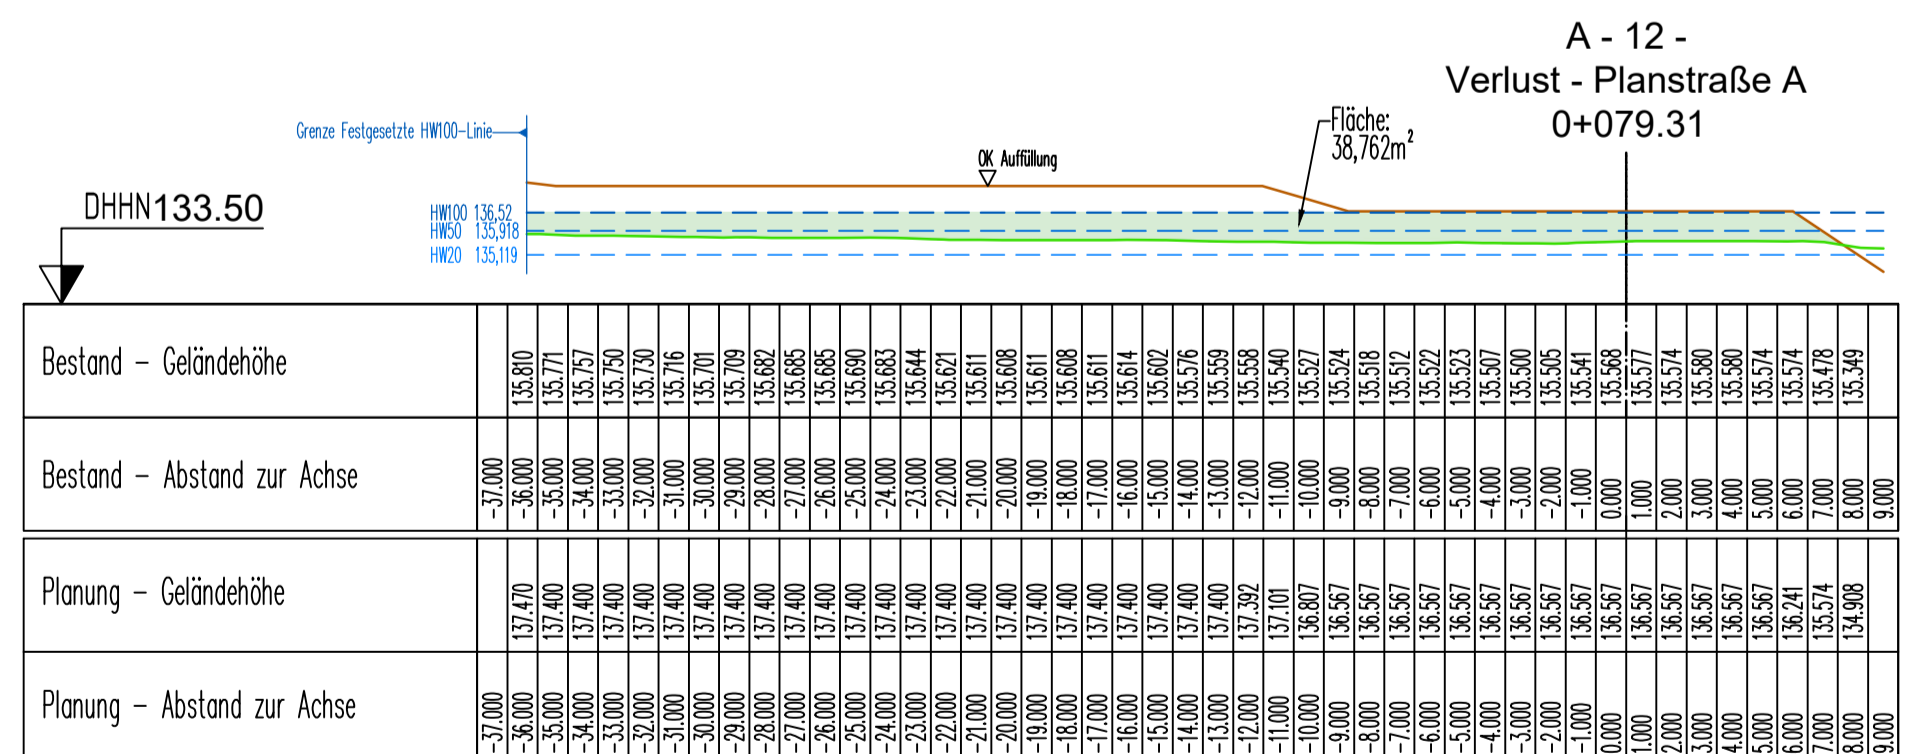 A - 12 -
Verlust - Planstraße A
0+079.31
Grenze Festgesetzte HW100-Linie
Fläche:
38,762m²
OK Auffüllung
DHHN133.50
HW100 136,52
HW50 135,918
HW20 135,119
Bestand - Geländehöhe 135.810 135.771 135.757 135.750 135.730 135.716 135.701 135.709 135.682 135.685 135.685 135.690 135.683 135.644 135.621 135.611 135.608 135.611 135.608 135.611 135.614 135.602 135.576 135.559 135.558 135.540 135.527 135.524 135.518 135.512 135.522 135.523 135.507 135.500 135.505 135.541 135.568 135.577 135.574 135.580 135.580 135.574 135.574 135.478 135.349
Bestand - Abstand zur Achse -37.000 -36.000 -35.000 -34.000 -33.000 -32.000 -31.000 -30.000 -29.000 -28.000 -27.000 -26.000 -25.000 -24.000 -23.000 -22.000 -21.000 -20.000 -19.000 -18.000 -17.000 -16.000 -15.000 -14.000 -13.000 -12.000 -11.000 -10.000 -9.000 -8.000 -7.000 -6.000 -5.000 -4.000 -3.000 -2.000 -1.000 0.000 1.000 2.000 3.000 4.000 5.000 6.000 7.000 8.000 9.000
Planung - Geländehöhe 137.470 137.400 137.400 137.400 137.400 137.400 137.400 137.400 137.400 137.400 137.400 137.400 137.400 137.400 137.400 137.400 137.400 137.400 137.400 137.400 137.400 137.400 137.400 137.400 137.392 137.101 136.807 136.567 136.567 136.567 136.567 136.567 136.567 136.567 136.567 136.567 136.567 136.567 136.567 136.567 136.567 136.567 136.241 135.574 134.908
Planung - Abstand zur Achse -37.000 -36.000 -35.000 -34.000 -33.000 -32.000 -31.000 -30.000 -29.000 -28.000 -27.000 -26.000 -25.000 -24.000 -23.000 -22.000 -21.000 -20.000 -19.000 -18.000 -17.000 -16.000 -15.000 -14.000 -13.000 -12.000 -11.000 -10.000 -9.000 -8.000 -7.000 -6.000 -5.000 -4.000 -3.000 -2.000 -1.000 0.000 1.000 2.000 3.000 4.000 5.000 6.000 7.000 8.000 9.000